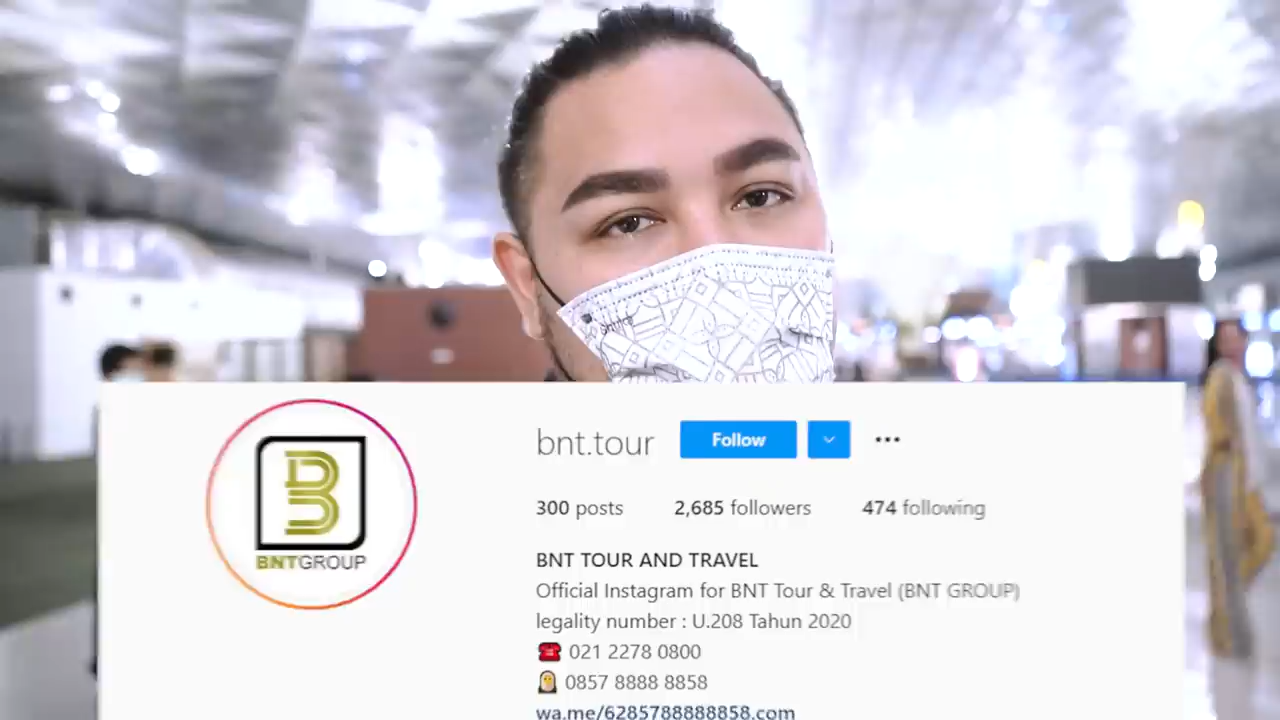 bnt.tour Follow
300 posts 2,685 followers 474 following
BNTGROUP
BNT TOUR AND TRAVEL
Official Instagram for BNT Tour & Travel (BNT GROUP)
legality number : U.208 Tahun 2020
021 2278 0800
0857 8888 8858
wa.me/6285788888858.com